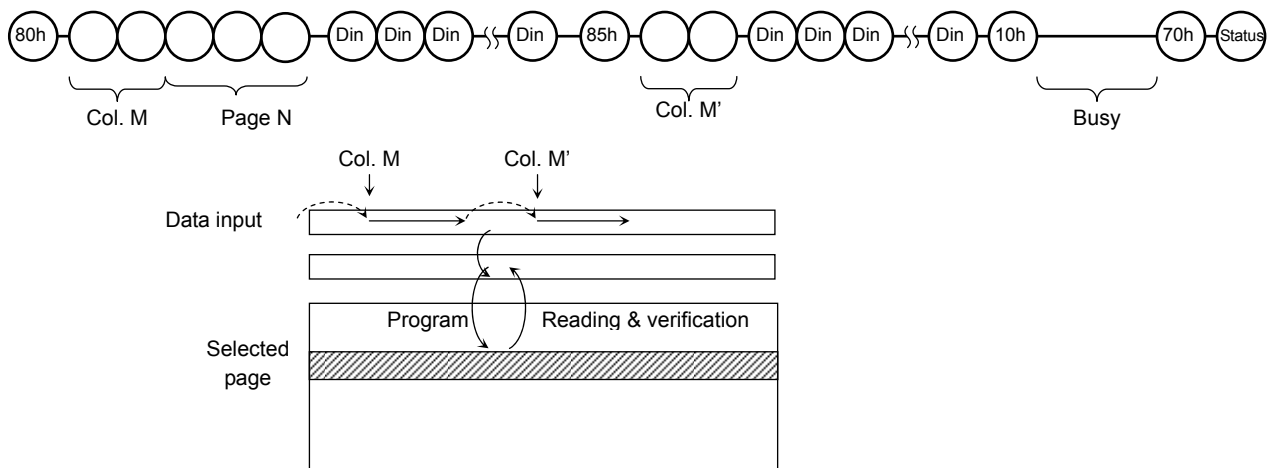 80h Din Din Din Din 85h Din Din Din Din 10h 70h Status
Col. M Page N Col. M’ Busy
Col. M Col. M’
Data input
Program Reading & verification
Selected
page